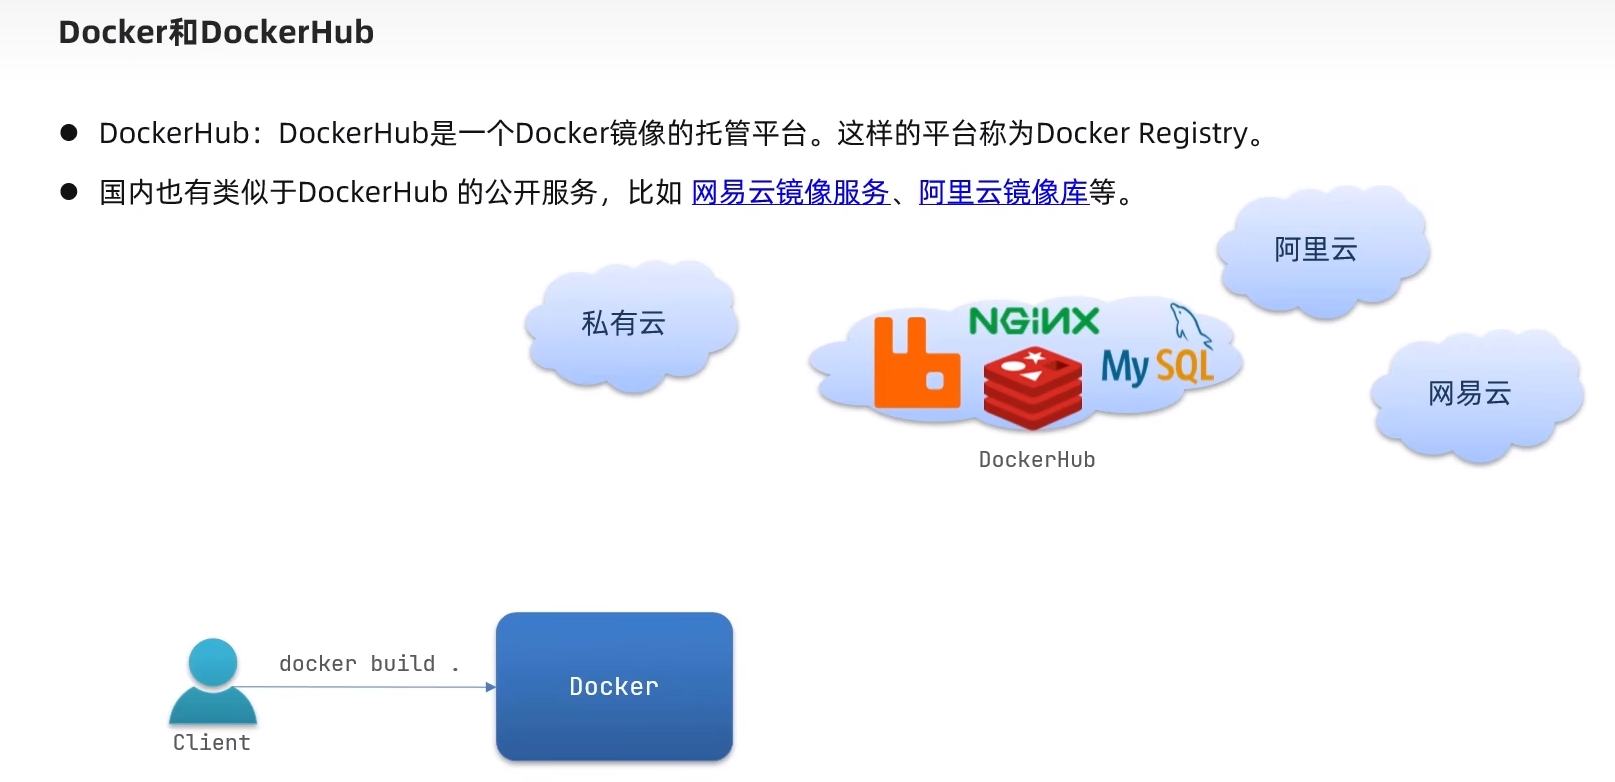 Docker和DockerHub
DockerHub：DockerHub是一个Docker镜像的托管平台。这样的平台称为Docker Registry。
国内也有类似于DockerHub 的公开服务，比如 网易云镜像服务、阿里云镜像库等。
阿里云
私有云
NGINX
MySQL
网易云
DockerHub
docker build .
Docker
Client